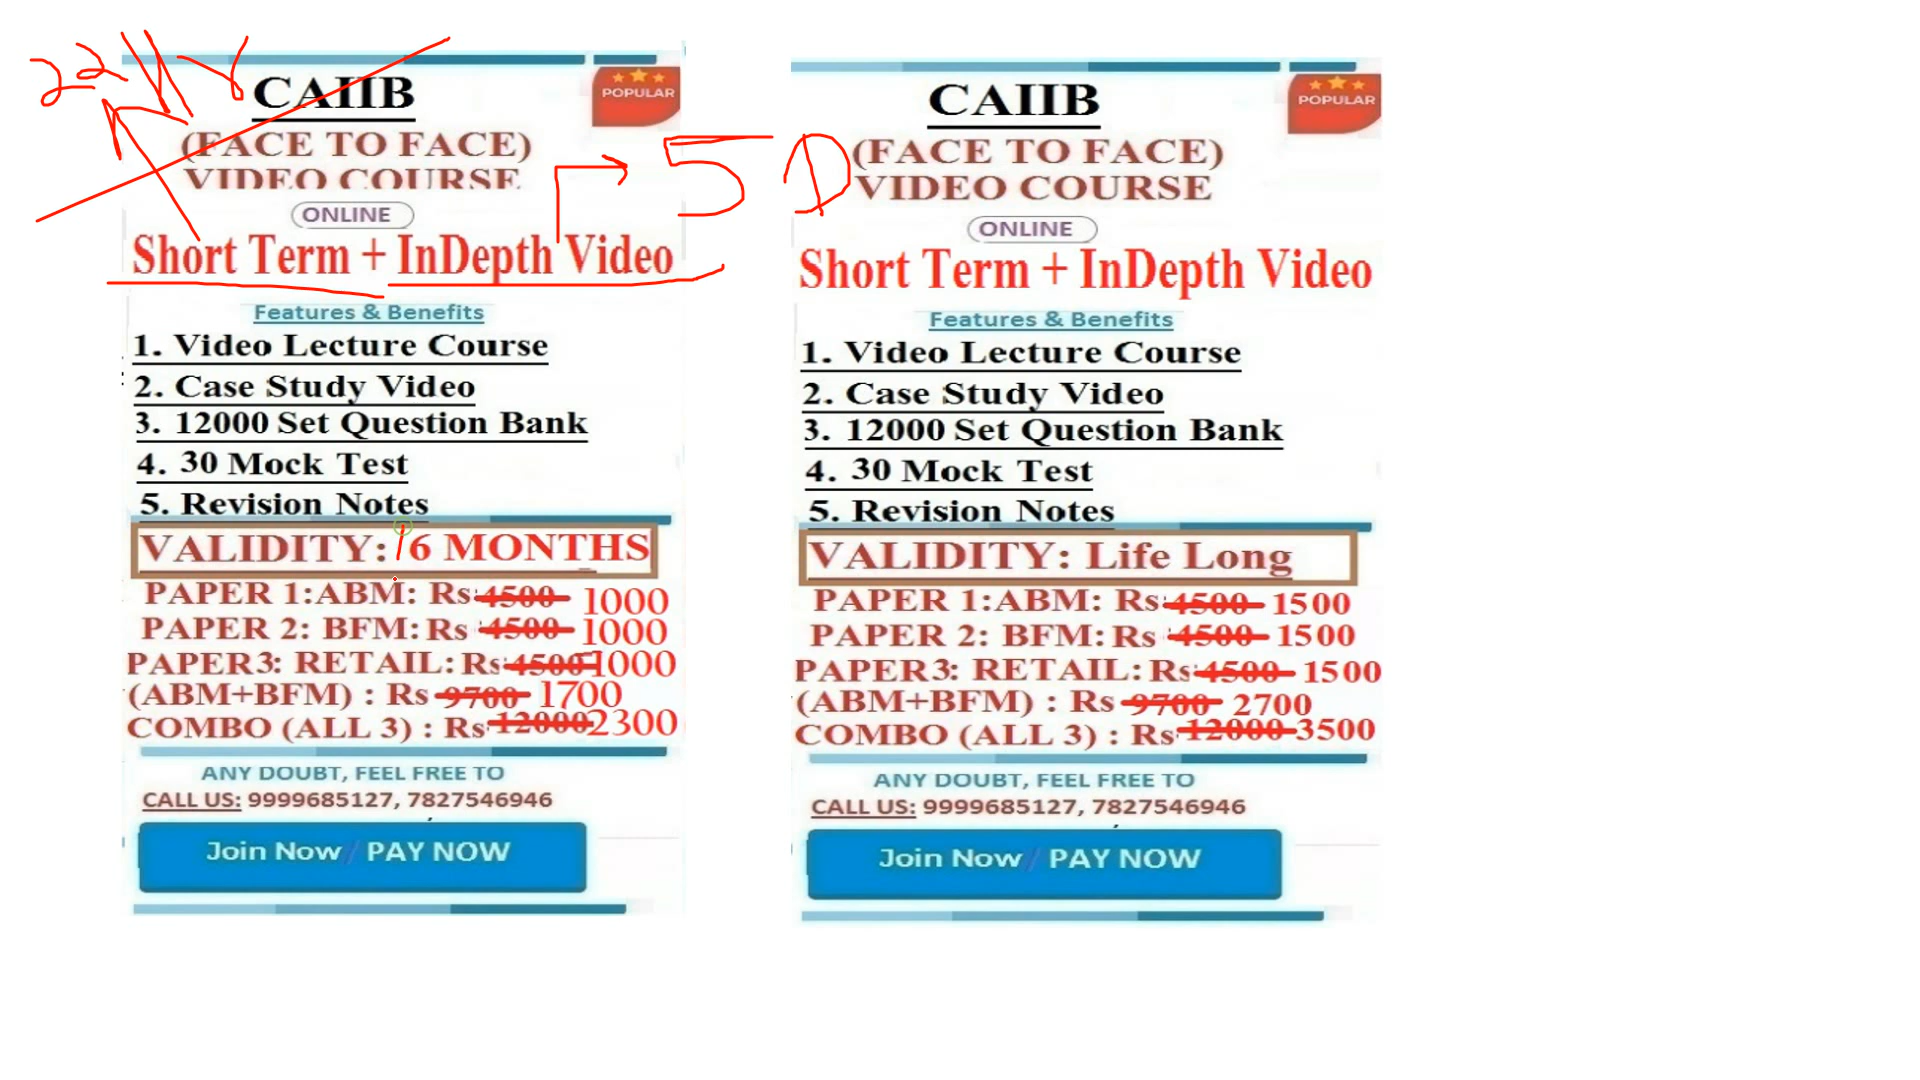 22 MAY
CAIIB
POPULAR
(FACE TO FACE)
VIDEO COURSE
5D
ONLINE
Short Term + InDepth Video
Features & Benefits
1. Video Lecture Course
2. Case Study Video
3. 12000 Set Question Bank
4. 30 Mock Test
5. Revision Notes
VALIDITY: 6 MONTHS
PAPER 1:ABM: Rs 4500 1000
PAPER 2: BFM: Rs 4500 1000
PAPER3: RETAIL: Rs 4500 1000
(ABM+BFM) : Rs 9700 1700
COMBO (ALL 3) : Rs 12000 2300
ANY DOUBT, FEEL FREE TO
CALL US: 9999685127, 7827546946
Join Now / PAY NOW
CAIIB
POPULAR
(FACE TO FACE)
VIDEO COURSE
ONLINE
Short Term + InDepth Video
Features & Benefits
1. Video Lecture Course
2. Case Study Video
3. 12000 Set Question Bank
4. 30 Mock Test
5. Revision Notes
VALIDITY: Life Long
PAPER 1:ABM: Rs 4500 1500
PAPER 2: BFM: Rs 4500 1500
PAPER3: RETAIL: Rs 4500 1500
(ABM+BFM) : Rs 9700 2700
COMBO (ALL 3) : Rs 12000 3500
ANY DOUBT, FEEL FREE TO
CALL US: 9999685127, 7827546946
Join Now / PAY NOW